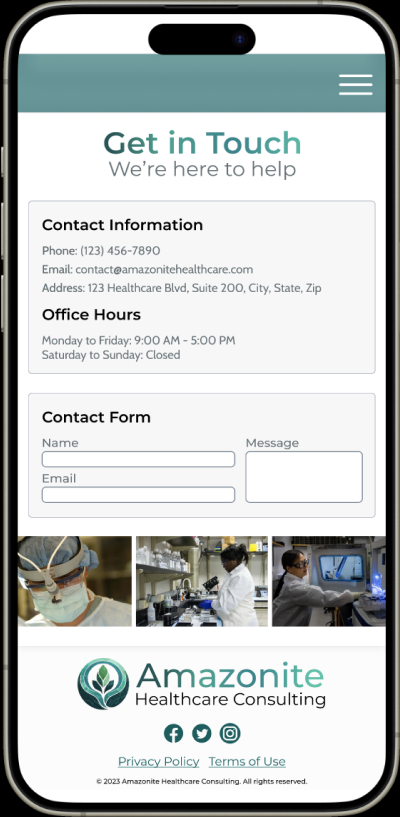 Get in Touch
We're here to help
Contact Information
Phone: (123) 456-7890
Email: contact@amazonitehealthcare.com
Address: 123 Healthcare Blvd, Suite 200, City, State, Zip
Office Hours
Monday to Friday: 9:00 AM - 5:00 PM
Saturday to Sunday: Closed
Contact Form
Name
Message
Email
Amazonite
Healthcare Consulting
Privacy Policy Terms of Use
© 2023 Amazonite Healthcare Consulting. All rights reserved.